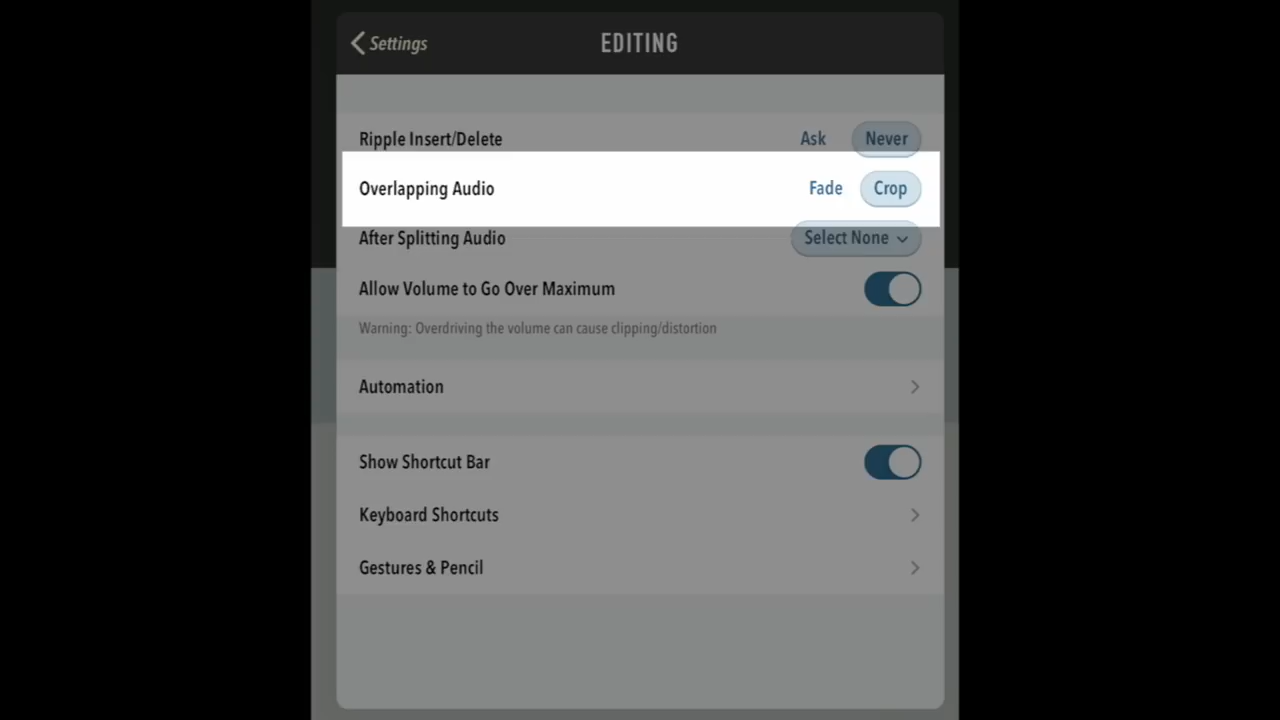 Settings
EDITING
Ripple Insert/Delete Ask Never
Overlapping Audio Fade Crop
After Splitting Audio Select None
Allow Volume to Go Over Maximum
Warning: Overdriving the volume can cause clipping/distortion
Automation
Show Shortcut Bar
Keyboard Shortcuts
Gestures & Pencil